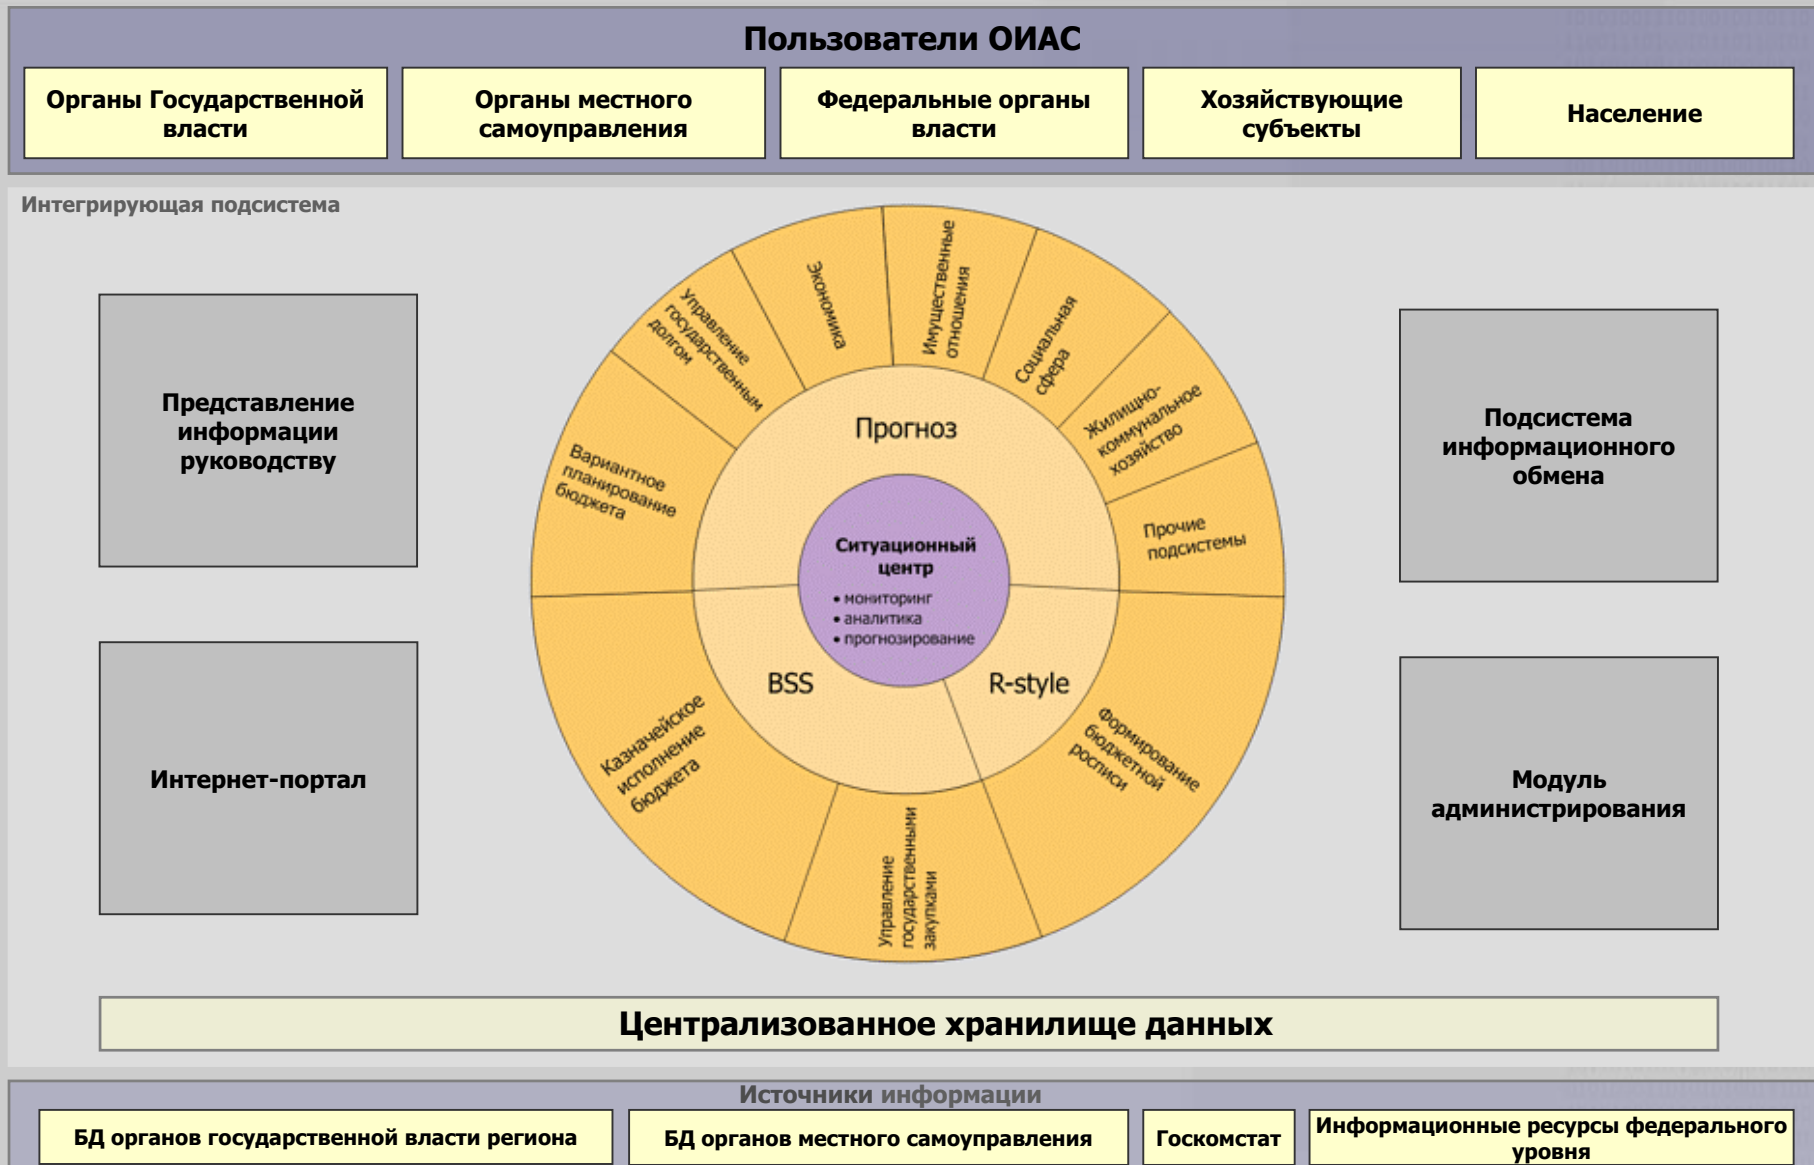 Пользователи ОИАС
Органы Государственной
власти
Органы местного
самоуправления
Федеральные органы
власти
Хозяйствующие
субъекты
Население
Интегрирующая подсистема
Представление
информации
руководству
Интернет-портал
Вариантное
планирование
бюджета
Управление
государственным
долгом
Экономика
Имущественные
отношения
Социальная
сфера
Жилищно-
коммунальное
хозяйство
Прочие
подсистемы
Прогноз
Ситуационный
центр
• мониторинг
• аналитика
• прогнозирование
BSS
R-style
Казначейское
исполнение
бюджета
Управление
государственными
закупками
Формирование
бюджетной
росписи
Подсистема
информационного
обмена
Модуль
администрирования
Централизованное хранилище данных
Источники информации
БД органов государственной власти региона
БД органов местного самоуправления
Госкомстат
Информационные ресурсы федерального
уровня